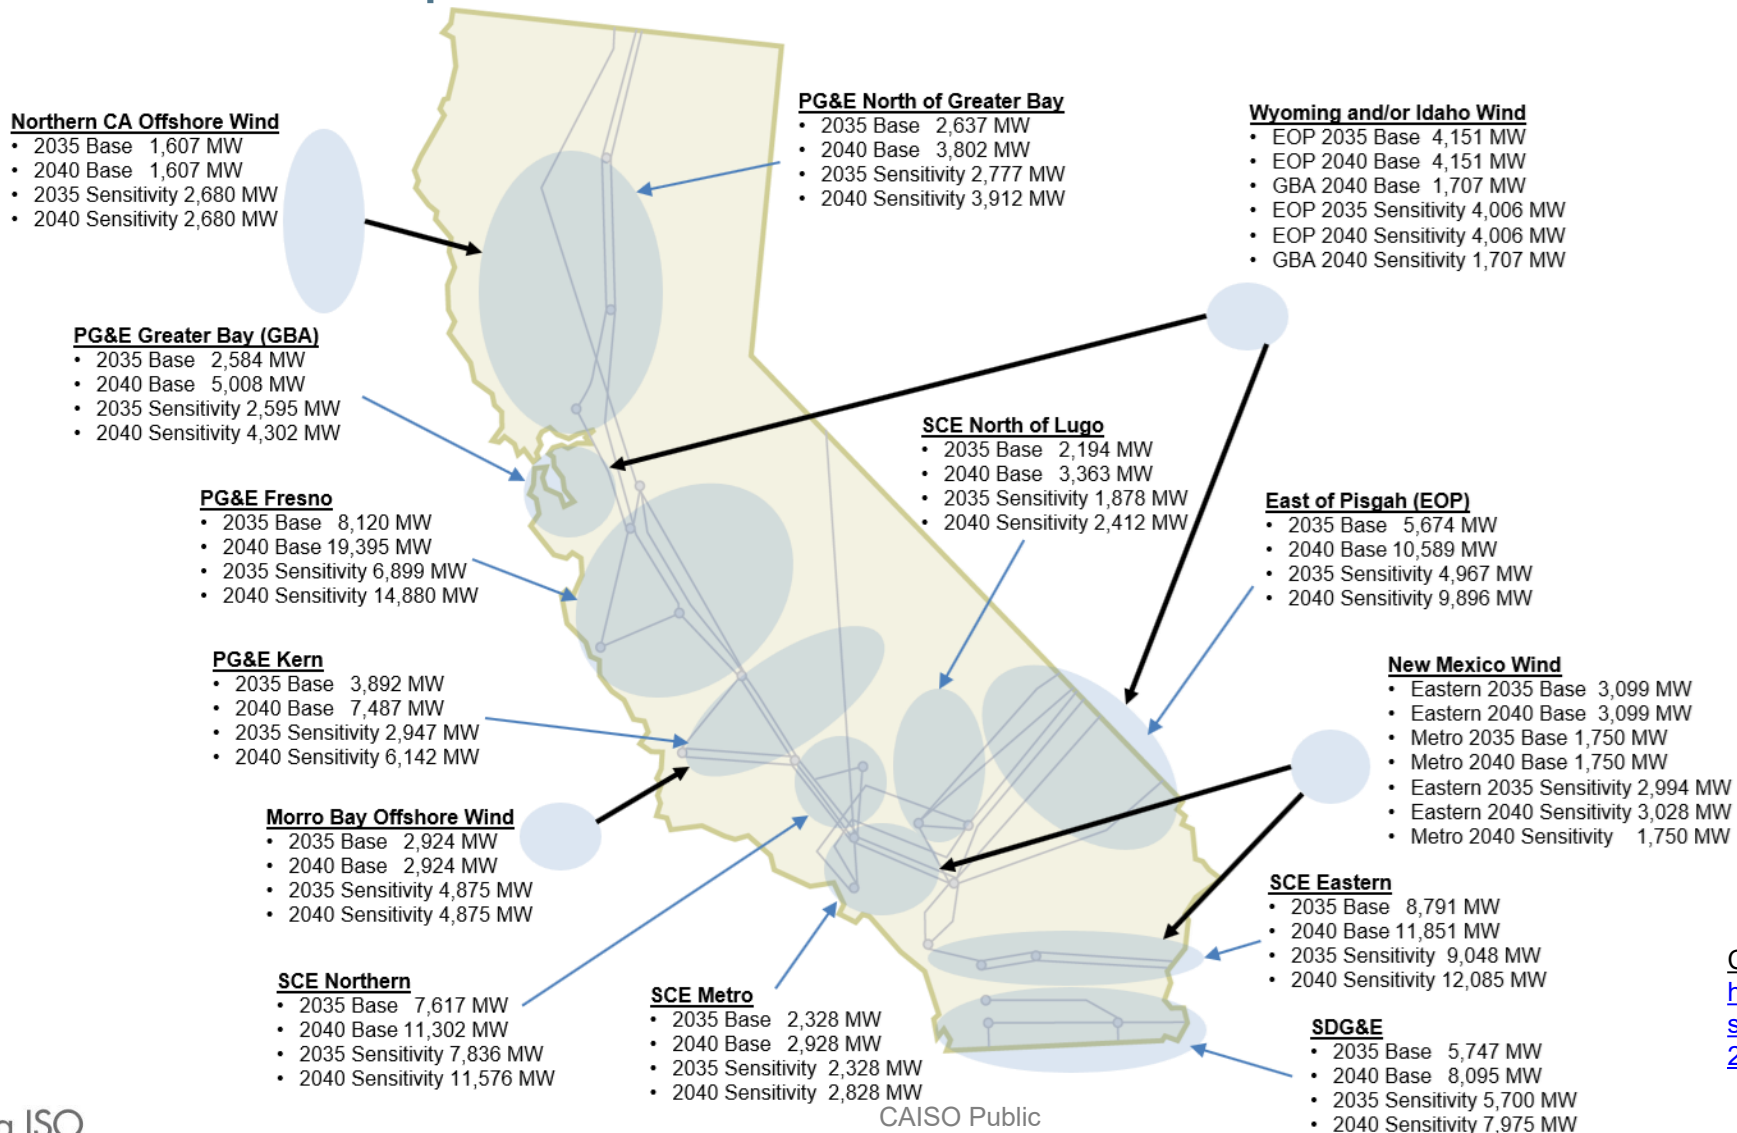 Northern CA Offshore Wind
• 2035 Base 1,607 MW
• 2040 Base 1,607 MW
• 2035 Sensitivity 2,680 MW
• 2040 Sensitivity 2,680 MW
PG&E North of Greater Bay
• 2035 Base 2,637 MW
• 2040 Base 3,802 MW
• 2035 Sensitivity 2,777 MW
• 2040 Sensitivity 3,912 MW
Wyoming and/or Idaho Wind
• EOP 2035 Base 4,151 MW
• EOP 2040 Base 4,151 MW
• GBA 2040 Base 1,707 MW
• EOP 2035 Sensitivity 4,006 MW
• EOP 2040 Sensitivity 4,006 MW
• GBA 2040 Sensitivity 1,707 MW
PG&E Greater Bay (GBA)
• 2035 Base 2,584 MW
• 2040 Base 5,008 MW
• 2035 Sensitivity 2,595 MW
• 2040 Sensitivity 4,302 MW
SCE North of Lugo
• 2035 Base 2,194 MW
• 2040 Base 3,363 MW
• 2035 Sensitivity 1,878 MW
• 2040 Sensitivity 2,412 MW
PG&E Fresno
• 2035 Base 8,120 MW
• 2040 Base 19,395 MW
• 2035 Sensitivity 6,899 MW
• 2040 Sensitivity 14,880 MW
East of Pisgah (EOP)
• 2035 Base 5,674 MW
• 2040 Base 10,589 MW
• 2035 Sensitivity 4,967 MW
• 2040 Sensitivity 9,896 MW
PG&E Kern
• 2035 Base 3,892 MW
• 2040 Base 7,487 MW
• 2035 Sensitivity 2,947 MW
• 2040 Sensitivity 6,142 MW
New Mexico Wind
• Eastern 2035 Base 3,099 MW
• Eastern 2040 Base 3,099 MW
• Metro 2035 Base 1,750 MW
• Metro 2040 Base 1,750 MW
• Eastern 2035 Sensitivity 2,994 MW
• Eastern 2040 Sensitivity 3,028 MW
• Metro 2040 Sensitivity 1,750 MW
Morro Bay Offshore Wind
• 2035 Base 2,924 MW
• 2040 Base 2,924 MW
• 2035 Sensitivity 4,875 MW
• 2040 Sensitivity 4,875 MW
SCE Eastern
• 2035 Base 8,791 MW
• 2040 Base 11,851 MW
• 2035 Sensitivity 9,048 MW
• 2040 Sensitivity 12,085 MW
SCE Northern
• 2035 Base 7,617 MW
• 2040 Base 11,302 MW
• 2035 Sensitivity 7,836 MW
• 2040 Sensitivity 11,576 MW
SCE Metro
• 2035 Base 2,328 MW
• 2040 Base 2,928 MW
• 2035 Sensitivity 2,328 MW
• 2040 Sensitivity 2,828 MW
SDG&E
• 2035 Base 5,747 MW
• 2040 Base 8,095 MW
• 2035 Sensitivity 5,700 MW
• 2040 Sensitivity 7,975 MW
ISO
CAISO Public